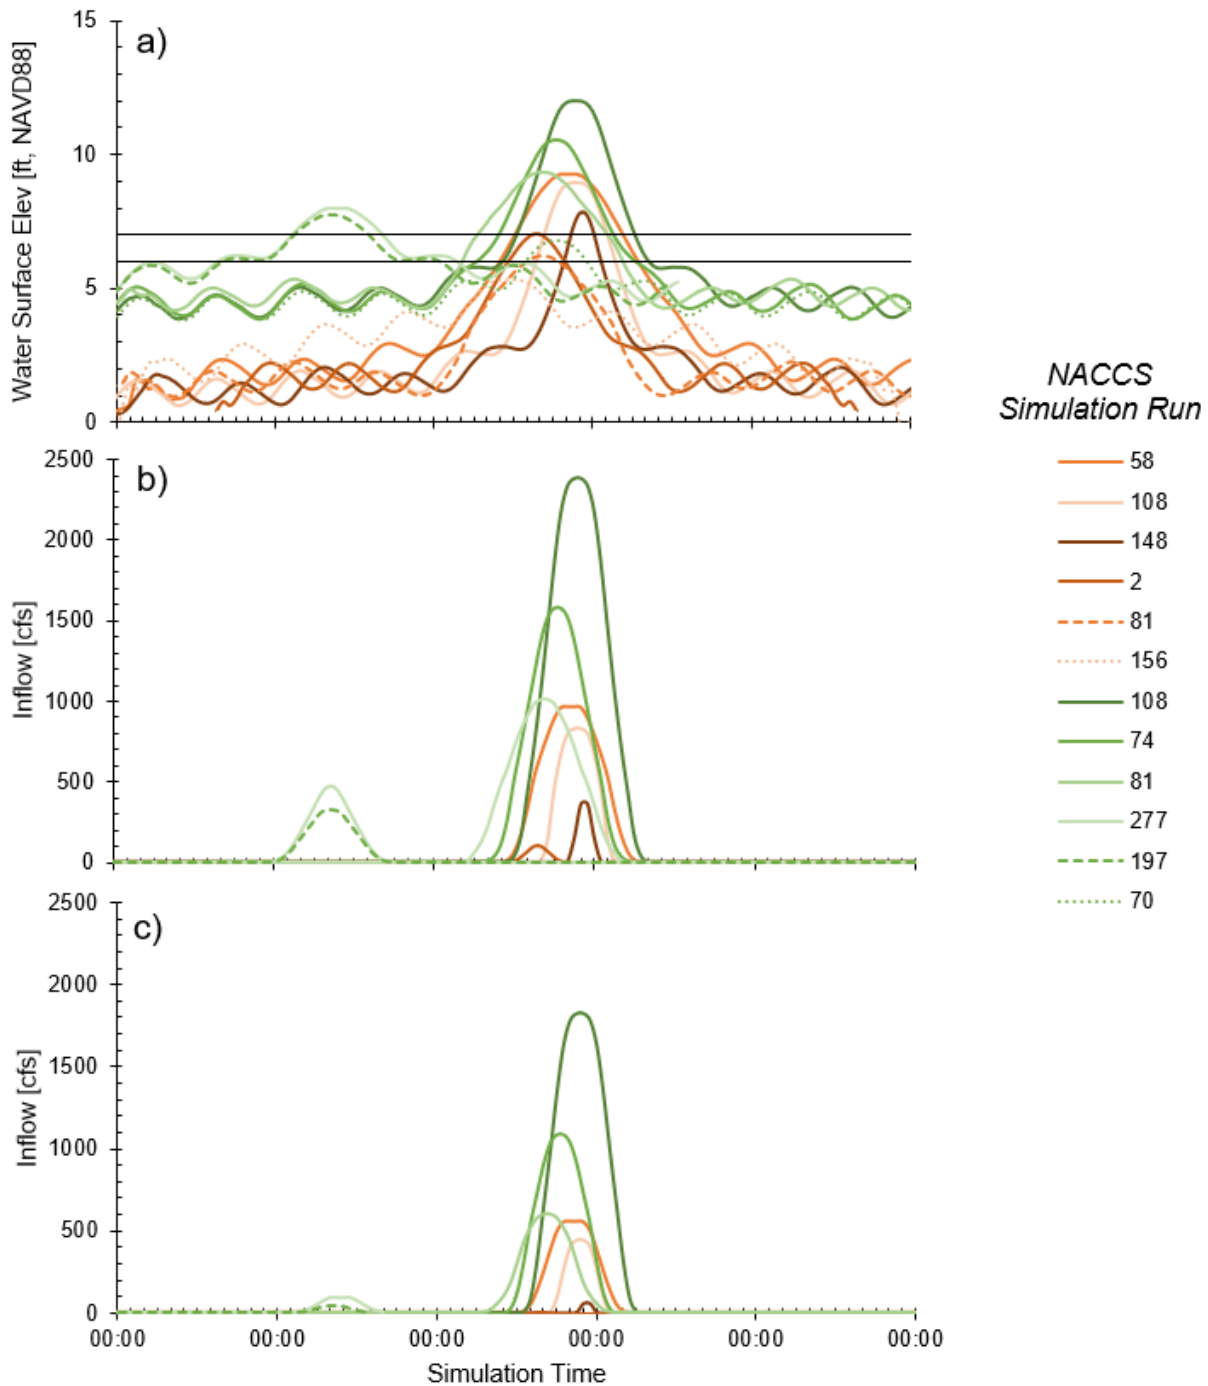 a)
Water Surface Elev [ft, NAVD88]
15
10
5
0
b)
Inflow [cfs]
2500
2000
1500
1000
500
0
c)
Inflow [cfs]
2500
2000
1500
1000
500
0
00:00 00:00 00:00 00:00 00:00 00:00
Simulation Time
NACCS
Simulation Run
58
108
148
2
81
156
108
74
81
277
197
70